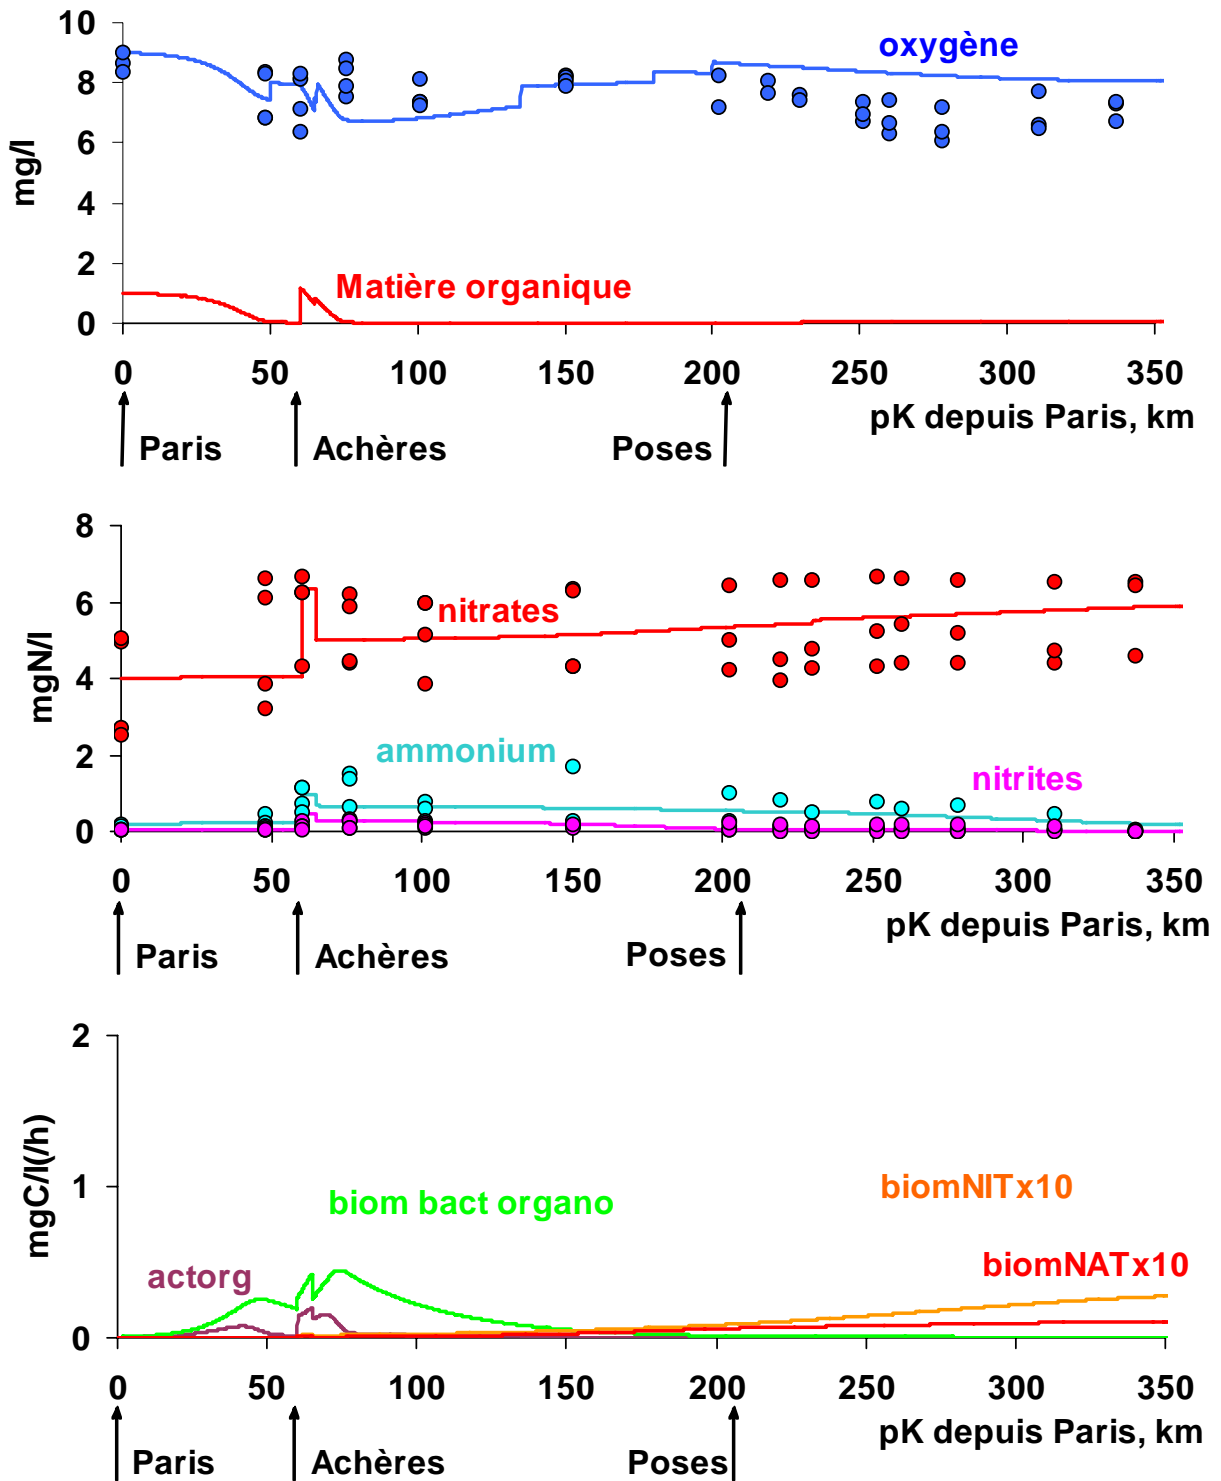 10
oxygène
8
6
mg/l
4
2
Matière organique
0
0 50 100 150 200 250 300 350
pK depuis Paris, km
Paris Achères Poses
8
6
nitrates
mgN/l
4
2
ammonium
nitrites
0
0 50 100 150 200 250 300 350
pK depuis Paris, km
Paris Achères Poses
2
mgC/l(/h)
1
biomNITx10
biom bact organo
biomNATx10
actorg
0
0 50 100 150 200 250 300 350
pK depuis Paris, km
Paris Achères Poses